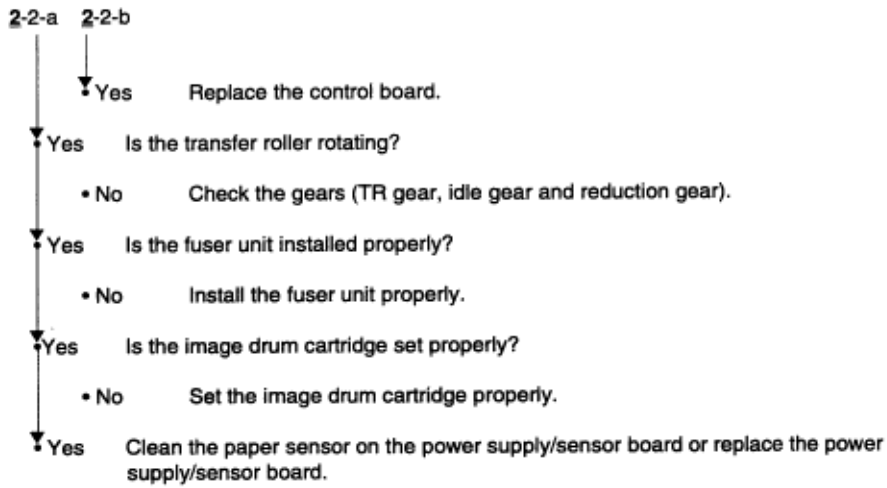 2-2-a 2-2-b
• Yes Replace the control board.
• Yes Is the transfer roller rotating?
• No Check the gears (TR gear, idle gear and reduction gear).
• Yes Is the fuser unit installed properly?
• No Install the fuser unit properly.
• Yes Is the image drum cartridge set properly?
• No Set the image drum cartridge properly.
• Yes Clean the paper sensor on the power supply/sensor board or replace the power
supply/sensor board.